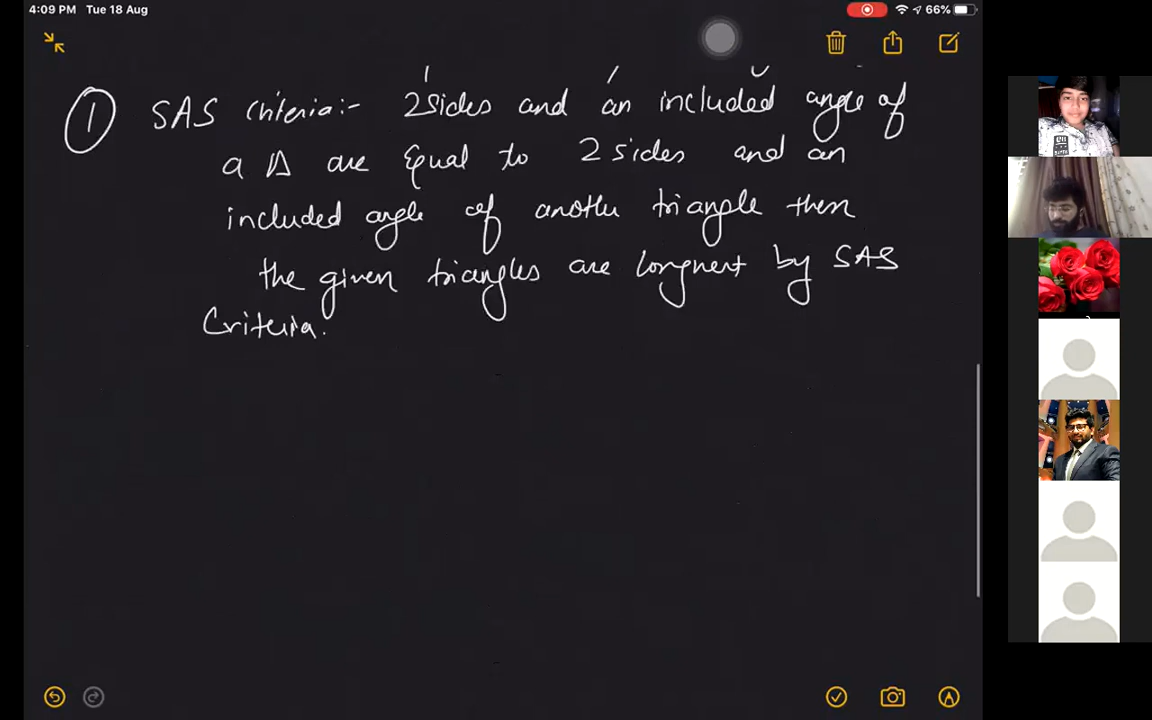 4:09 PM Tue 18 Aug
66%
① SAS Criteria:- 2 sides and an included angle of
a Δ are Equal to 2 sides and an
included angle of another triangle then
the given triangles are Congruent by SAS
Criteria.